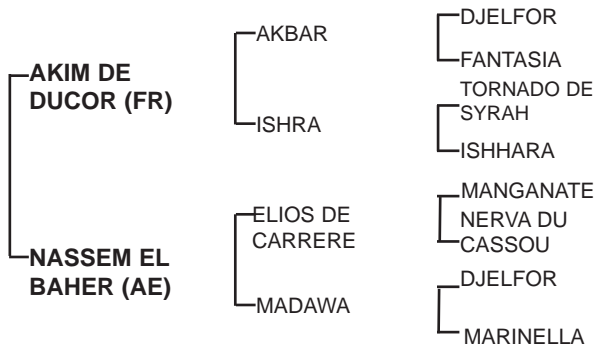 AKIM DE
DUCOR (FR)
NASSEM EL
BAHER (AE)
AKBAR
ISHRA
ELIOS DE
CARRERE
MADAWA
DJELFOR
FANTASIA
TORNADO DE
SYRAH
ISHHARA
MANGANATE
NERVA DU
CASSOU
DJELFOR
MARINELLA